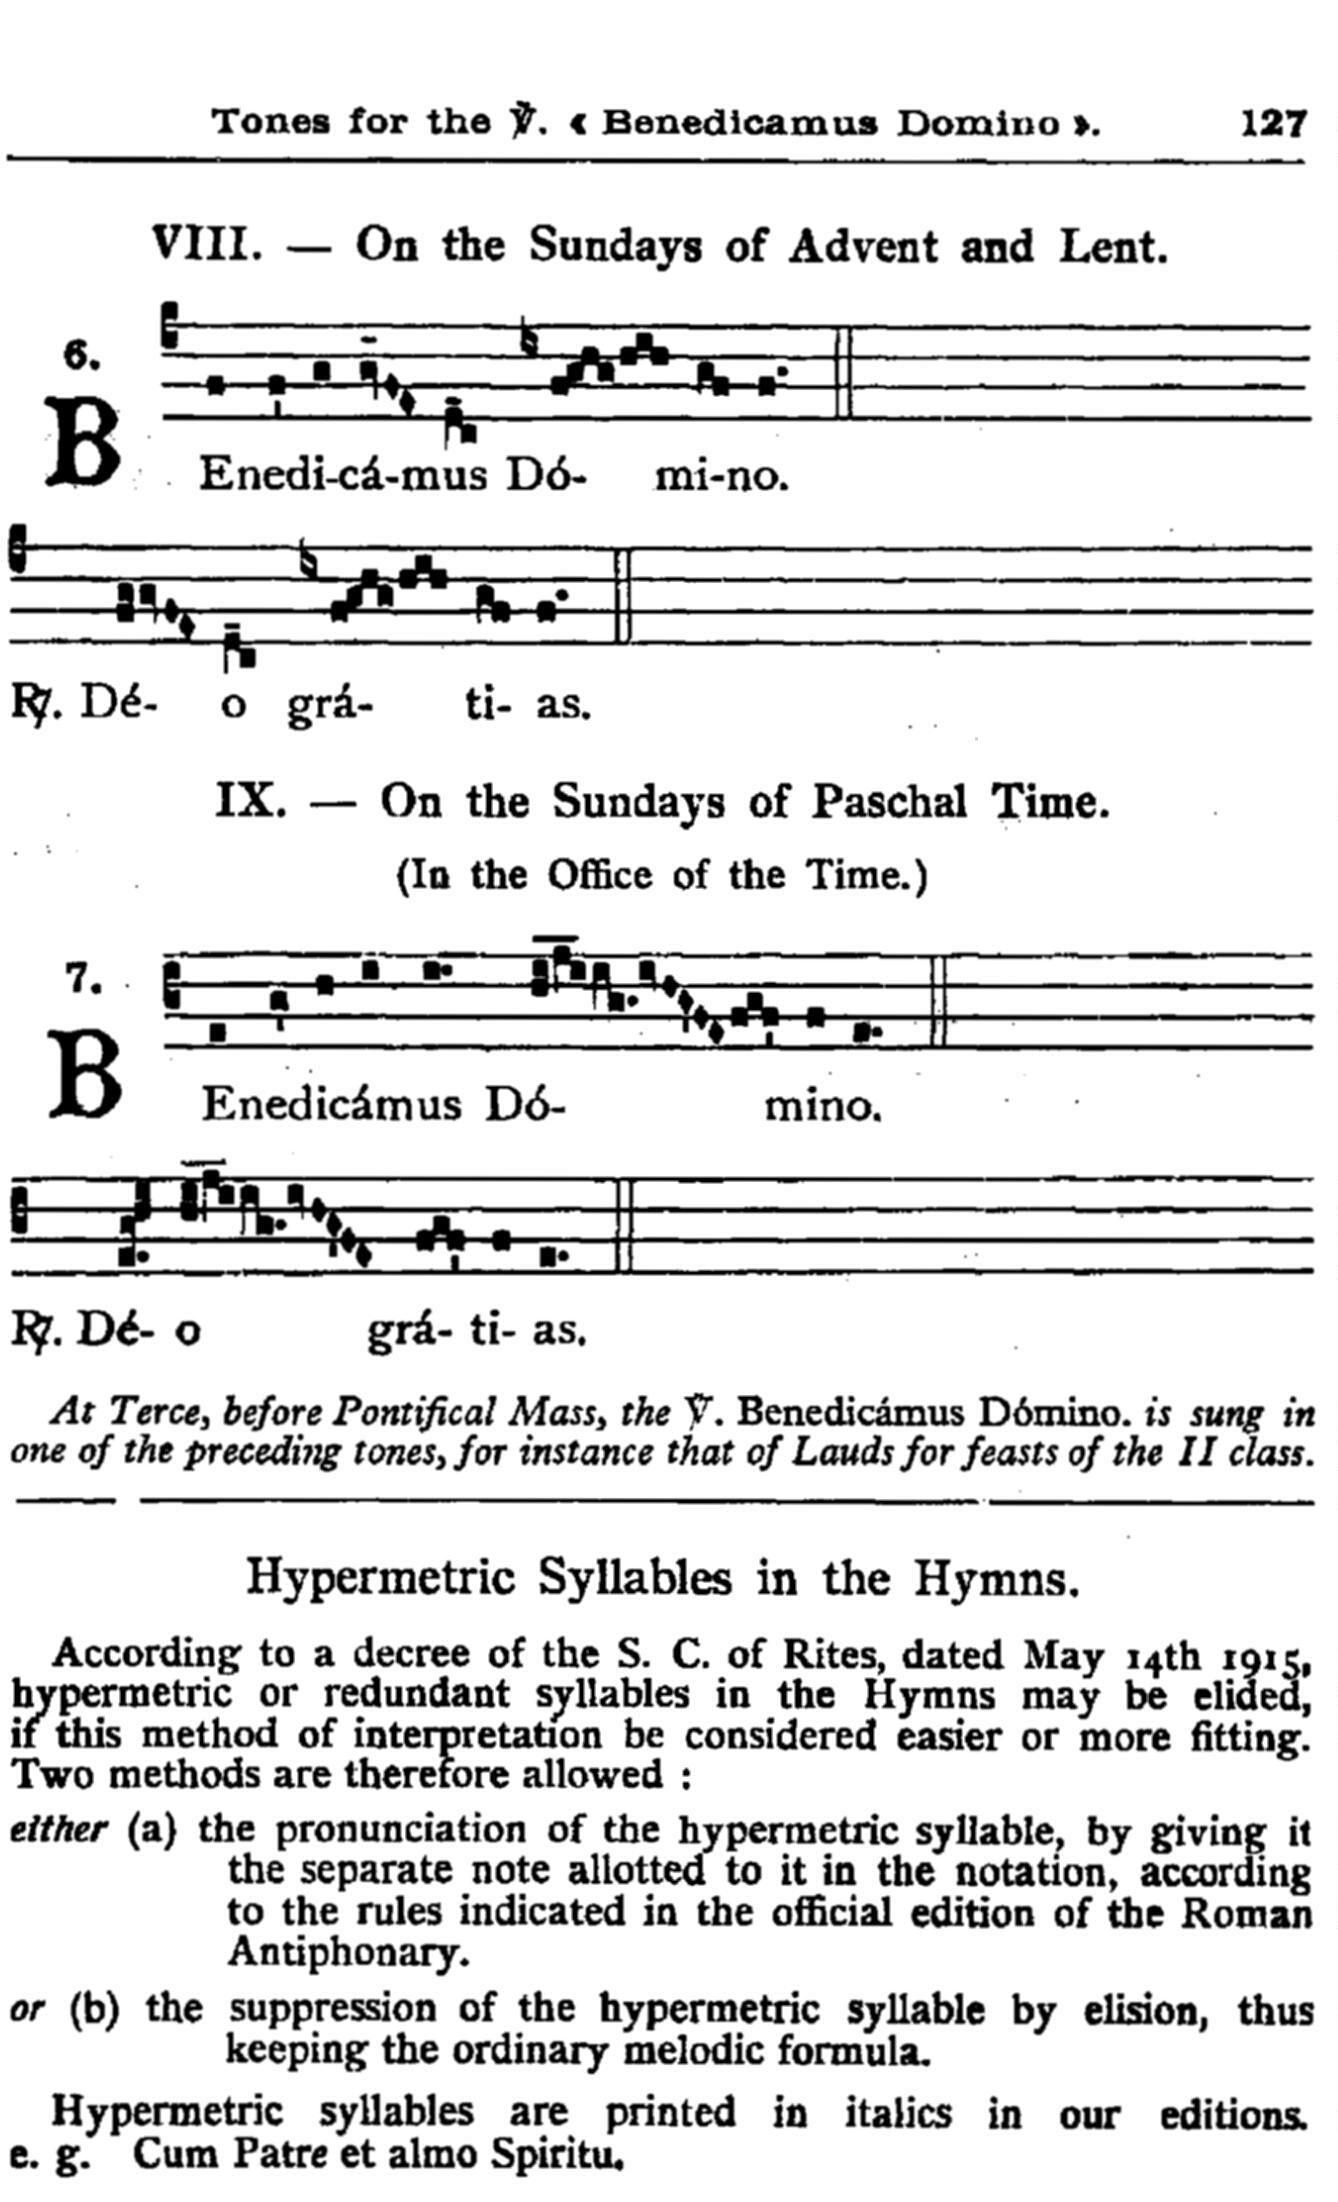 Tones for the ℣. « Benedicamus Domino ». 127
VIII. — On the Sundays of Advent and Lent.
6.
BEnedi-cá-mus Dó- mi-no.
℟. Dé- o grá- ti- as.
IX. — On the Sundays of Paschal Time.
(In the Office of the Time.)
7.
BEnedicámus Dó- mino.
℟. Dé- o grá- ti- as.
At Terce, before Pontifical Mass, the ℣. Benedicámus Dómino. is sung in
one of the preceding tones, for instance that of Lauds for feasts of the II class.
Hypermetric Syllables in the Hymns.
According to a decree of the S. C. of Rites, dated May 14th 1915,
hypermetric or redundant syllables in the Hymns may be elided,
if this method of interpretation be considered easier or more fitting.
Two methods are therefore allowed :
either (a) the pronunciation of the hypermetric syllable, by giving it
the separate note allotted to it in the notation, according
to the rules indicated in the official edition of the Roman
Antiphonary.
or (b) the suppression of the hypermetric syllable by elision, thus
keeping the ordinary melodic formula.
Hypermetric syllables are printed in italics in our editions.
e. g. Cum Patre et almo Spiritu.